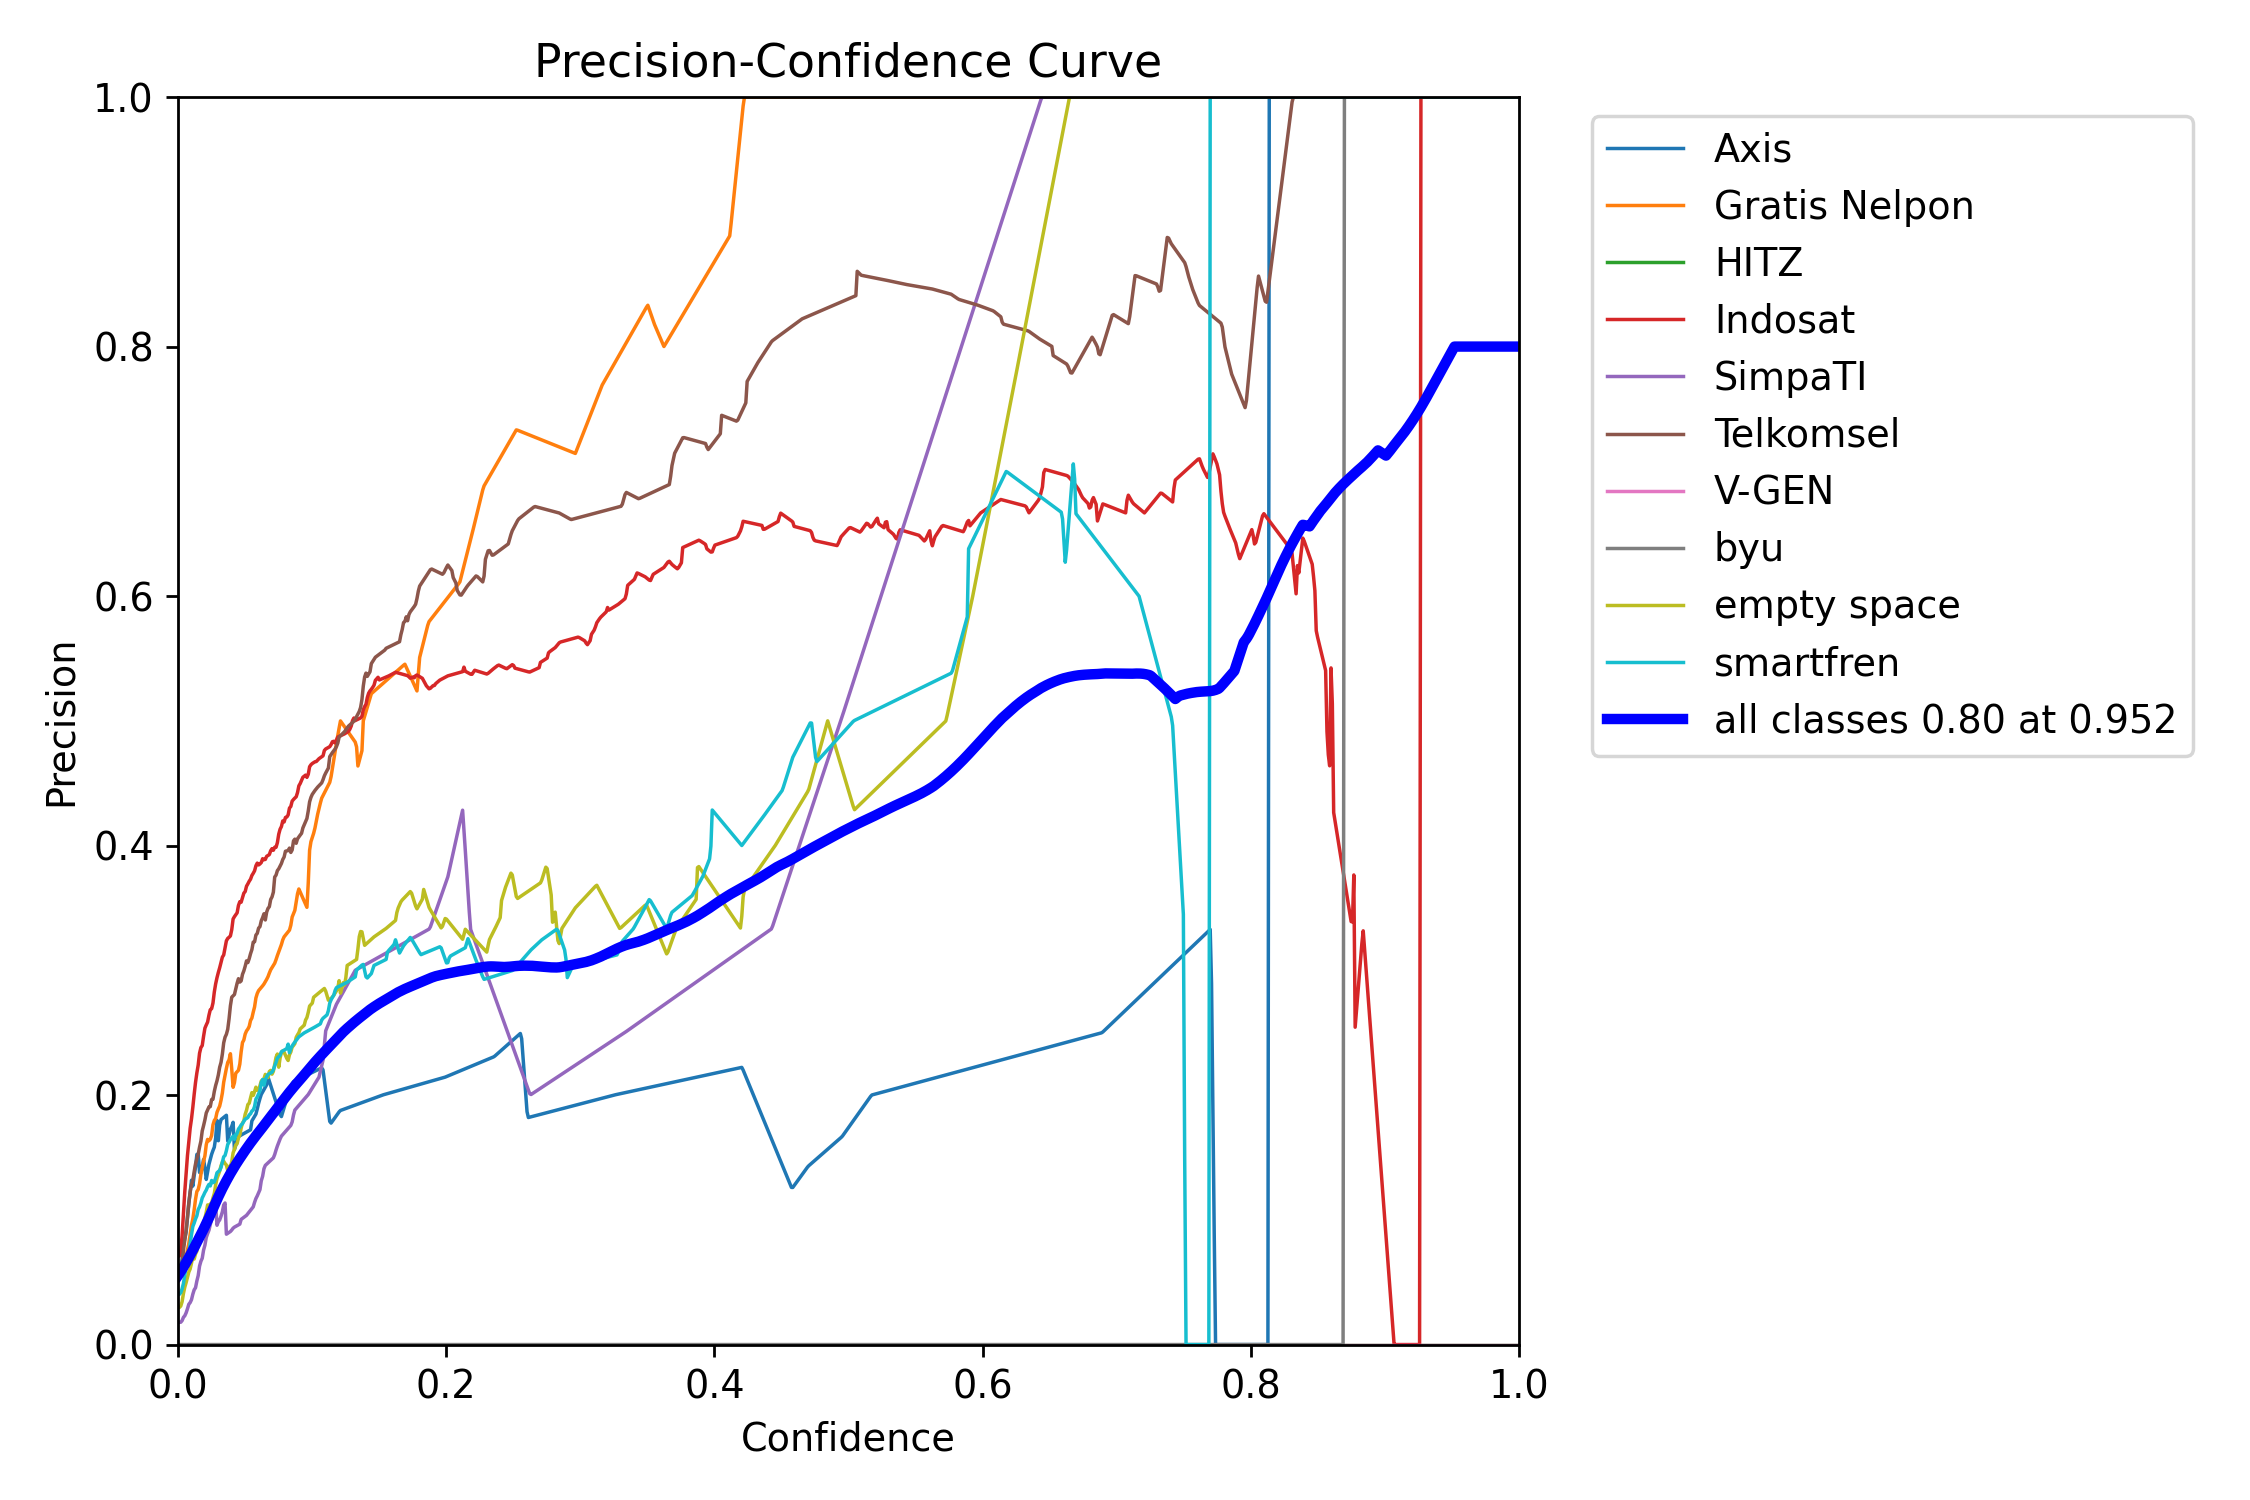 Precision-Confidence Curve
1.0
0.8
0.6
0.4
0.2
0.0
Precision
0.0 0.2 0.4 0.6 0.8 1.0
Confidence
Axis
Gratis Nelpon
HITZ
Indosat
SimpaTI
Telkomsel
V-GEN
byu
empty space
smartfren
all classes 0.80 at 0.952